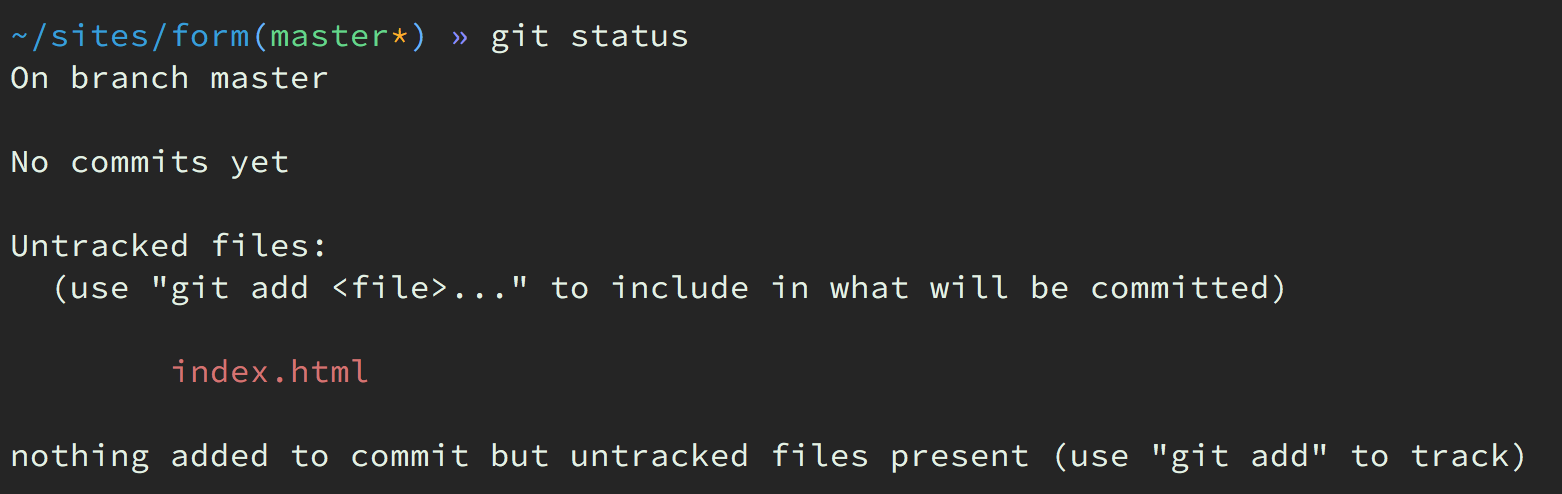 ~/sites/form(master*) » git status
On branch master
No commits yet
Untracked files:
(use "git add <file>..." to include in what will be committed)
index.html
nothing added to commit but untracked files present (use "git add" to track)